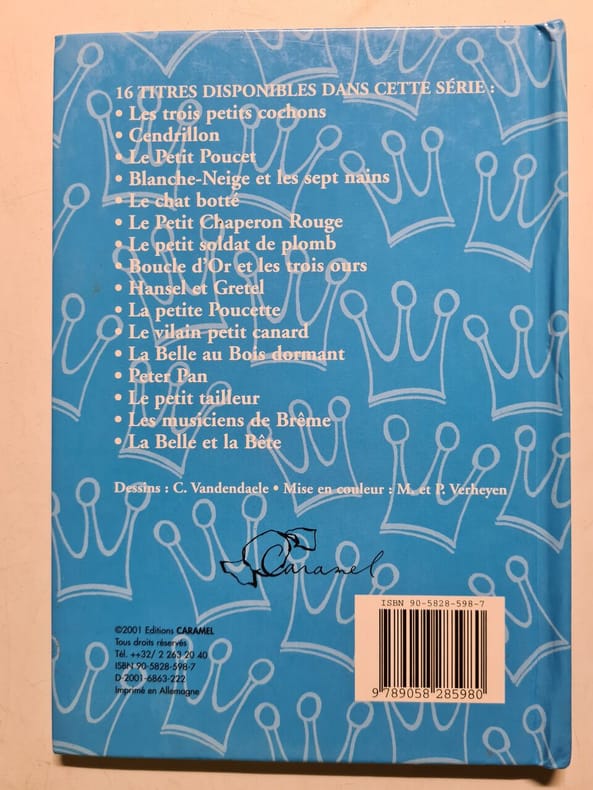 16 TITRES DISPONIBLES DANS CETTE SÉRIE :
• Les trois petits cochons
• Cendrillon
• Le Petit Poucet
• Blanche-Neige et les sept nains
• Le chat botté
• Le Petit Chaperon Rouge
• Le petit soldat de plomb
• Boucle d'Or et les trois ours
• Hansel et Gretel
• La petite Poucette
• Le vilain petit canard
• La Belle au Bois dormant
• Peter Pan
• Le petit tailleur
• Les musiciens de Brême
• La Belle et la Bête
Dessins : C. Vandendaele • Mise en couleur : M. et P. Verheyen
Caramel
©2001 Editions CARAMEL
Tous droits réservés
Tél. ++32/ 2 263 20 40
ISBN 90-5828-598-7
D-2001-6863-222
Imprimé en Allemagne
ISBN 90-5828-598-7
9 789058 285980